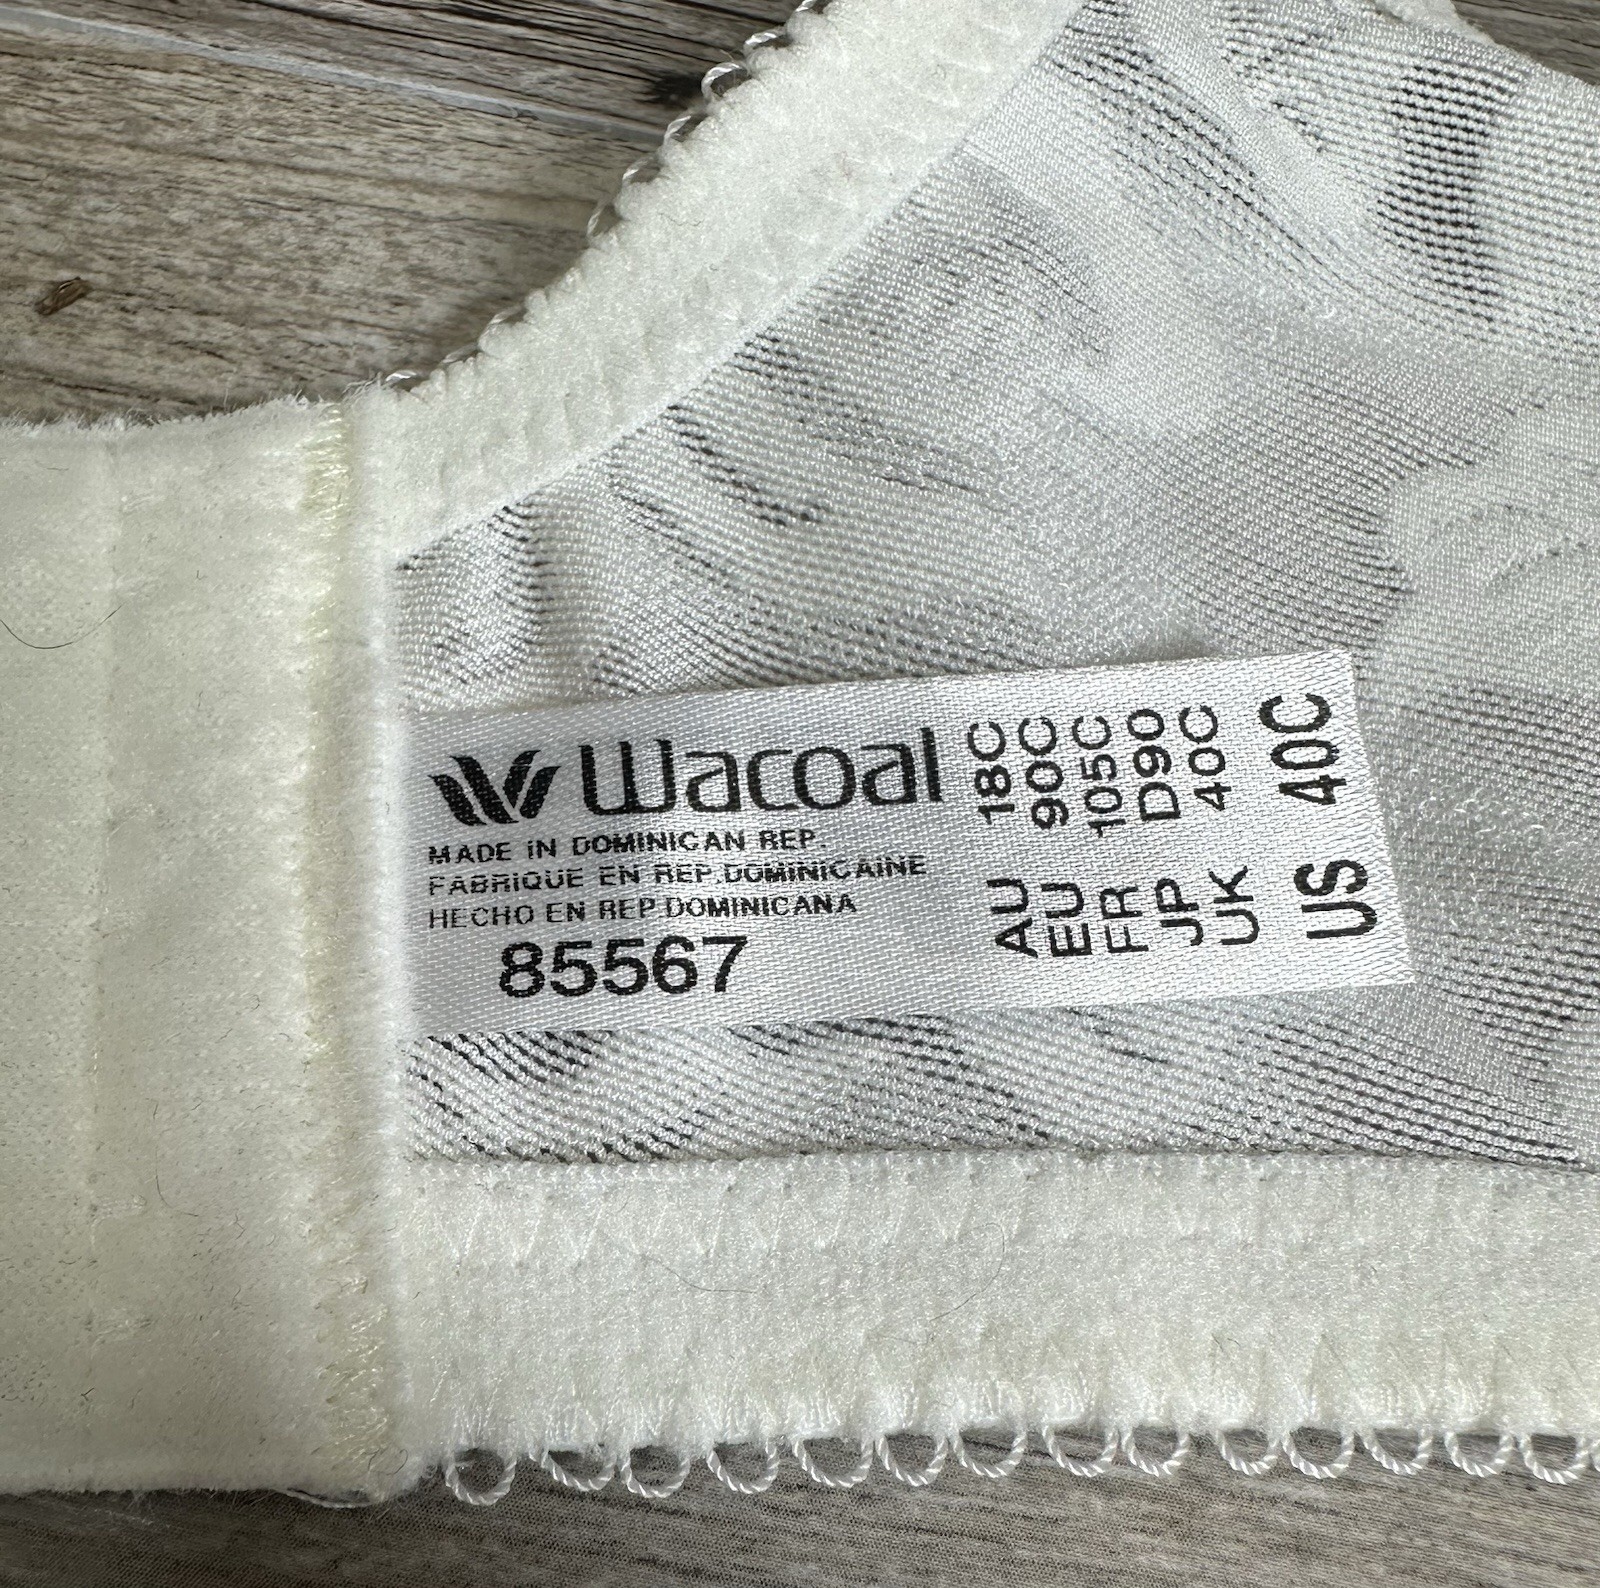 Wacoal
MADE IN DOMINICAN REP.
FABRIQUE EN REP.DOMINICAINE
HECHO EN REP.DOMINICANA
85567
AU 18C
EU 90C
FR 105C
JP D90
UK 40C
US 40C